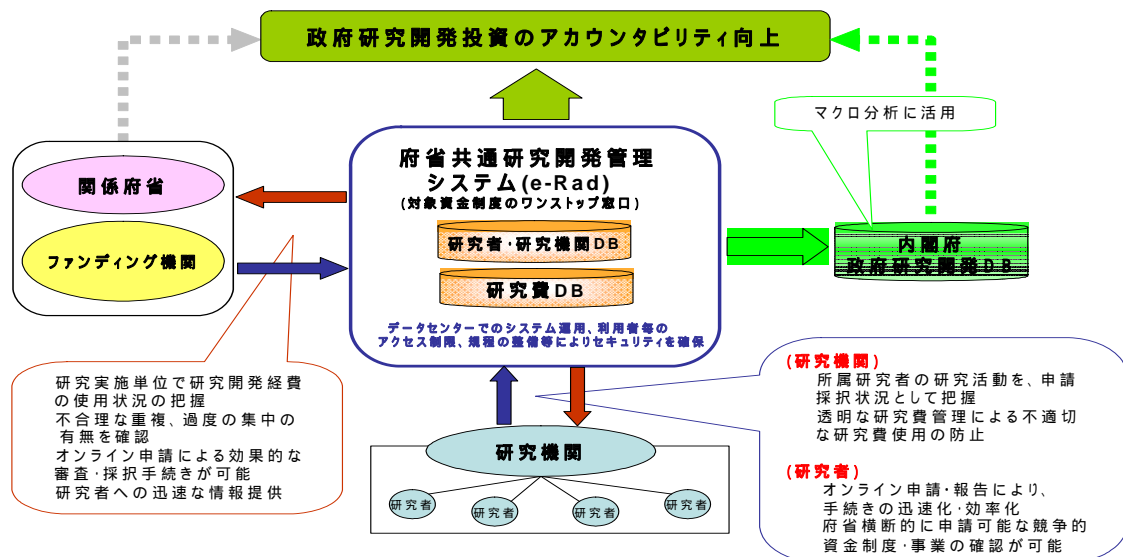 政府研究開発投資のアカウンタビリティ向上
マクロ分析に活用
関係府省
ファンディング機関
府省共通研究開発管理
システム(e-Rad)
(対象資金制度のワンストップ窓口)
研究者・研究機関DB
研究費DB
データセンターでのシステム運用、利用者毎の
アクセス制限、規程の整備等によりセキュリティを確保
内閣府
政府研究開発DB
研究実施単位で研究開発経費
の使用状況の把握
不合理な重複、過度の集中の
有無を確認
オンライン申請による効果的な
審査・採択手続きが可能
研究者への迅速な情報提供
研究機関
研究者
研究者
研究者
研究者
(研究機関)
所属研究者の研究活動を、申請
採択状況として把握
透明な研究費管理による不適切
な研究費使用の防止
(研究者)
オンライン申請・報告により、
手続きの迅速化・効率化
府省横断的に申請可能な競争的
資金制度・事業の確認が可能